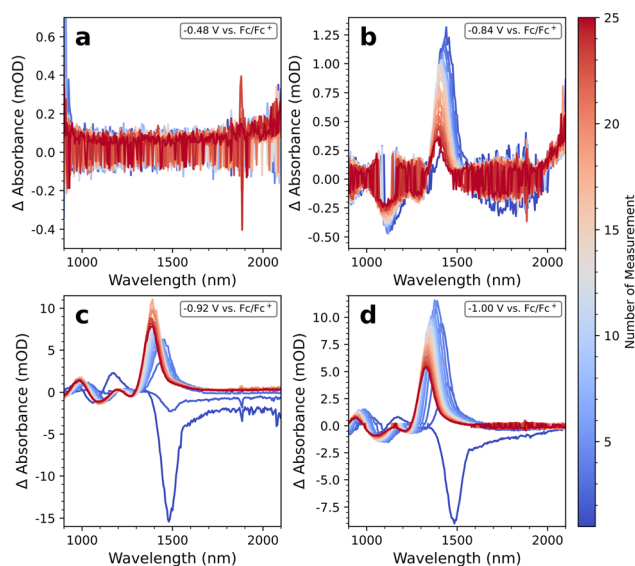 a
-0.48 V vs. Fc/Fc+
0.6
0.4
0.2
0.0
-0.2
-0.4
Δ Absorbance (mOD)
1000
1500
2000
Wavelength (nm)
b
-0.84 V vs. Fc/Fc+
1.25
1.00
0.75
0.50
0.25
0.00
-0.25
-0.50
Δ Absorbance (mOD)
1000
1500
2000
Wavelength (nm)
c
-0.92 V vs. Fc/Fc+
10
5
0
-5
-10
-15
Δ Absorbance (mOD)
1000
1500
2000
Wavelength (nm)
d
-1.00 V vs. Fc/Fc+
10.0
7.5
5.0
2.5
0.0
-2.5
-5.0
-7.5
Δ Absorbance (mOD)
1000
1500
2000
Wavelength (nm)
25
20
15
10
5
Number of Measurement